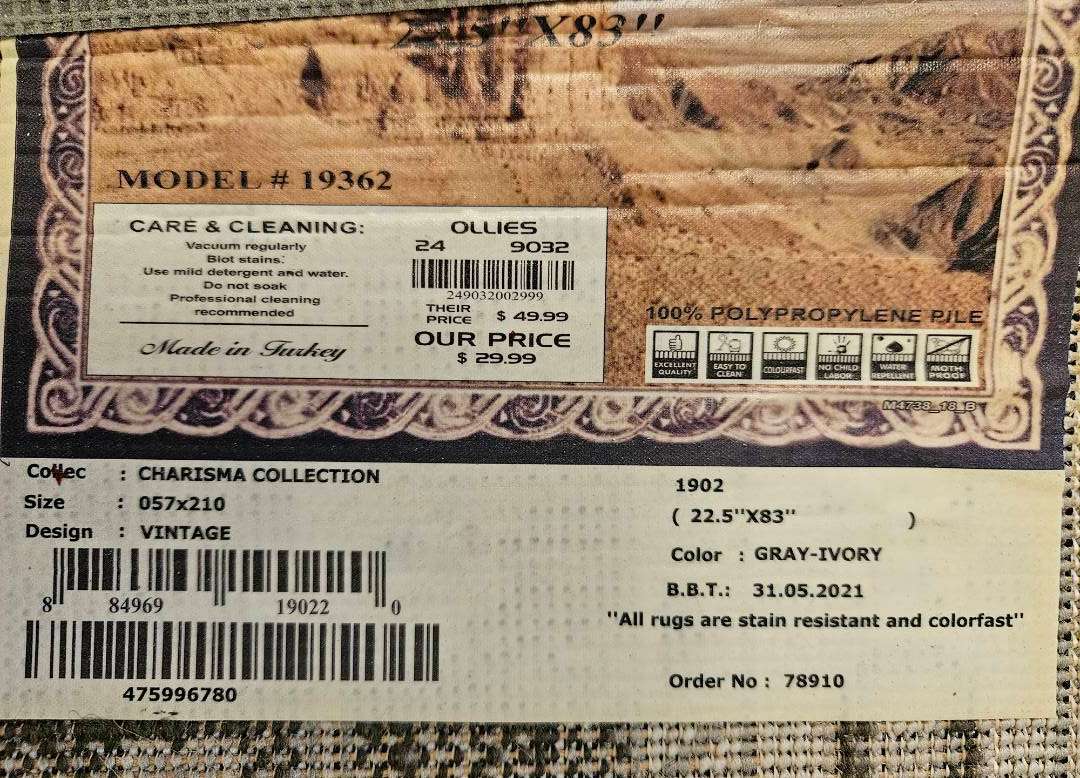 22.5"X83"
MODEL # 19362
CARE & CLEANING:
Vacuum regularly
Blot stains.
Use mild detergent and water.
Do not soak
Professional cleaning
recommended
Made in Turkey
OLLIES
24 9032
249032002999
THEIR
PRICE $ 49.99
OUR PRICE
$ 29.99
100% POLYPROPYLENE PILE
EXCELLENT
QUALITY
EASY TO
CLEAN
COLOURFAST
NO CHILD
LABOR
WATER
REPELLENT
MOTH
PROOF
M4738_18_B
Collec : CHARISMA COLLECTION
Size : 057x210
Design : VINTAGE
8 84969 19022 0
475996780
1902
( 22.5"X83" )
Color : GRAY-IVORY
B.B.T.: 31.05.2021
"All rugs are stain resistant and colorfast"
Order No : 78910